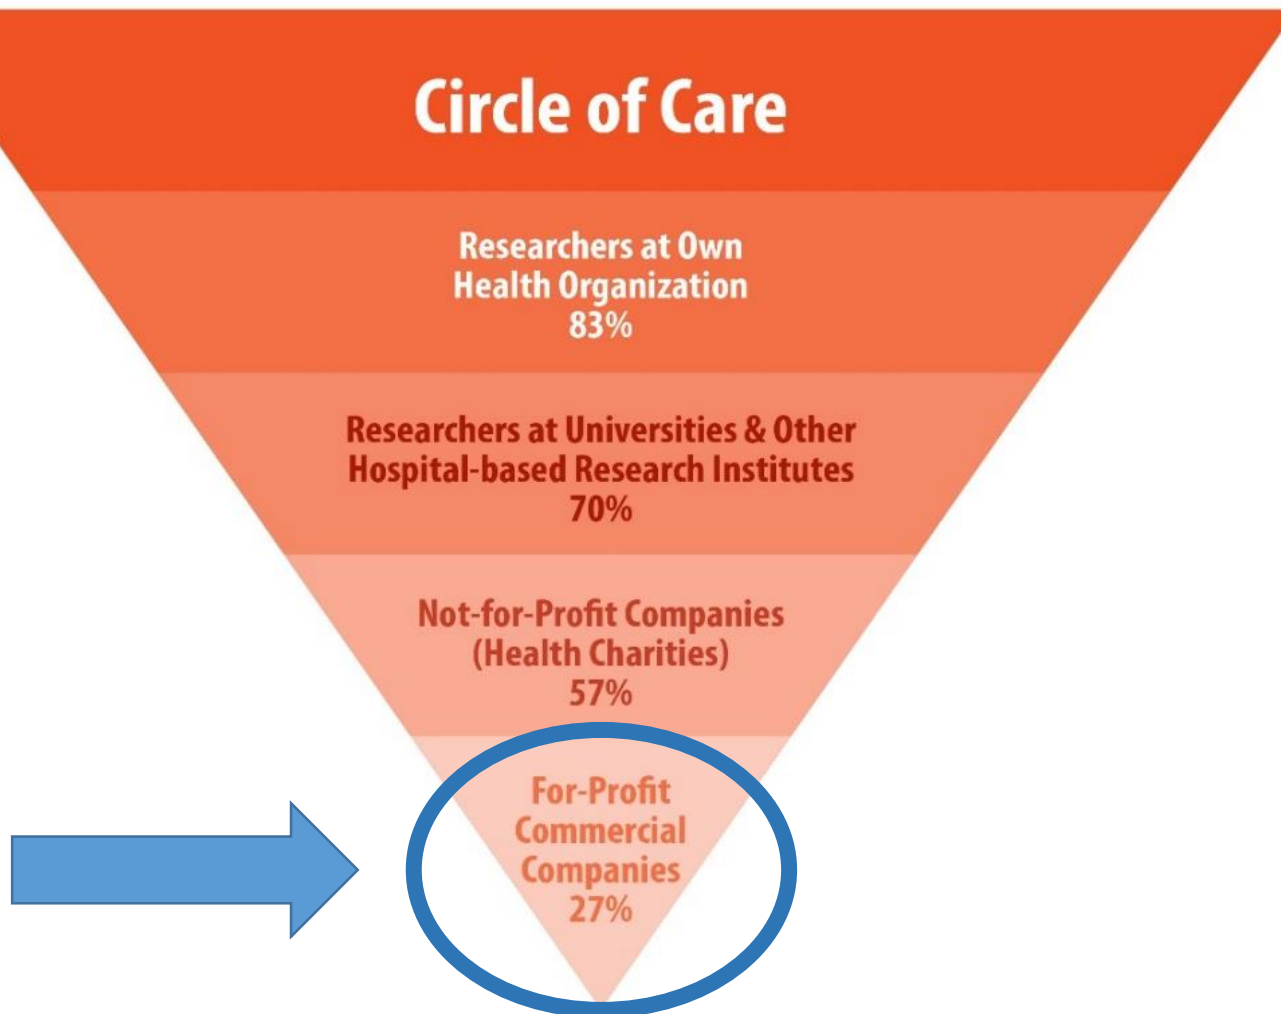 Circle of Care
Researchers at Own
Health Organization
83%
Researchers at Universities & Other
Hospital-based Research Institutes
70%
Not-for-Profit Companies
(Health Charities)
57%
For-Profit
Commercial
Companies
27%